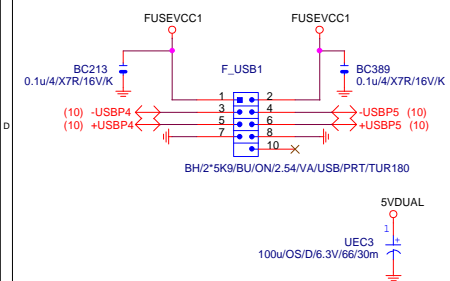 FUSEVCC1 FUSEVCC1
BC213 F_USB1 BC389
0.1u/4/X7R/16V/K 0.1u/4/X7R/16V/K
1 2
(10) -USBP4 3 4 -USBP5 (10)
(10) +USBP4 5 6 +USBP5 (10)
D 7 8
10
BH/2*5K9/BU/ON/2.54/VA/USB/PRT/TUR180
5VDUAL
1 +
UEC3
100u/OS/D/6.3V/66/30m